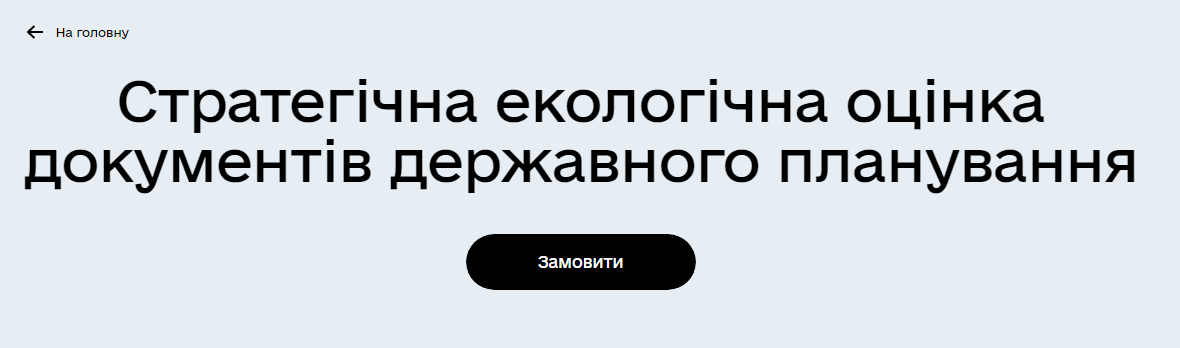 На головну
Стратегічна екологічна оцінка
документів державного планування
Замовити